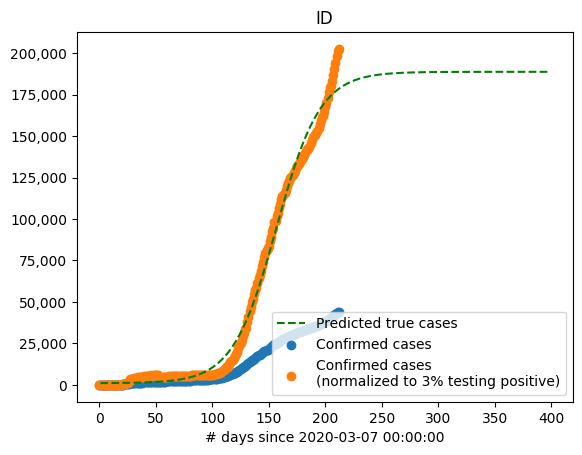 ID
200,000
175,000
150,000
125,000
100,000
75,000
50,000
25,000
0
Predicted true cases
Confirmed cases
Confirmed cases
(normalized to 3% testing positive)
0 50 100 150 200 250 300 350 400
# days since 2020-03-07 00:00:00